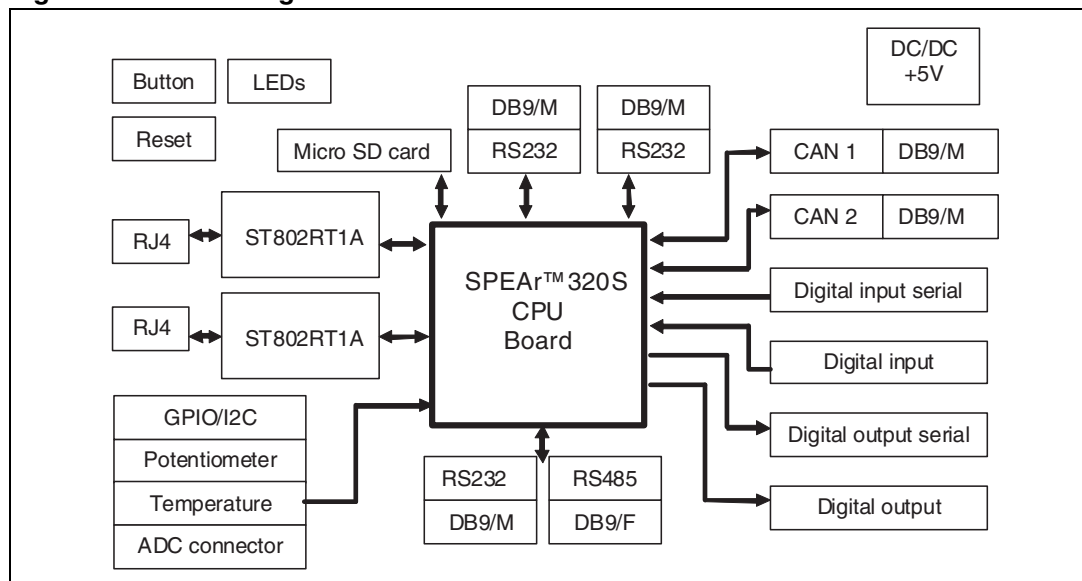 DC/DC
+5V
Button
LEDs
Reset
DB9/M
RS232
DB9/M
RS232
Micro SD card
CAN 1
DB9/M
CAN 2
DB9/M
RJ4
ST802RT1A
RJ4
ST802RT1A
SPEAr™320S
CPU
Board
Digital input serial
Digital input
Digital output serial
Digital output
GPIO/I2C
Potentiometer
Temperature
ADC connector
RS232
DB9/M
RS485
DB9/F